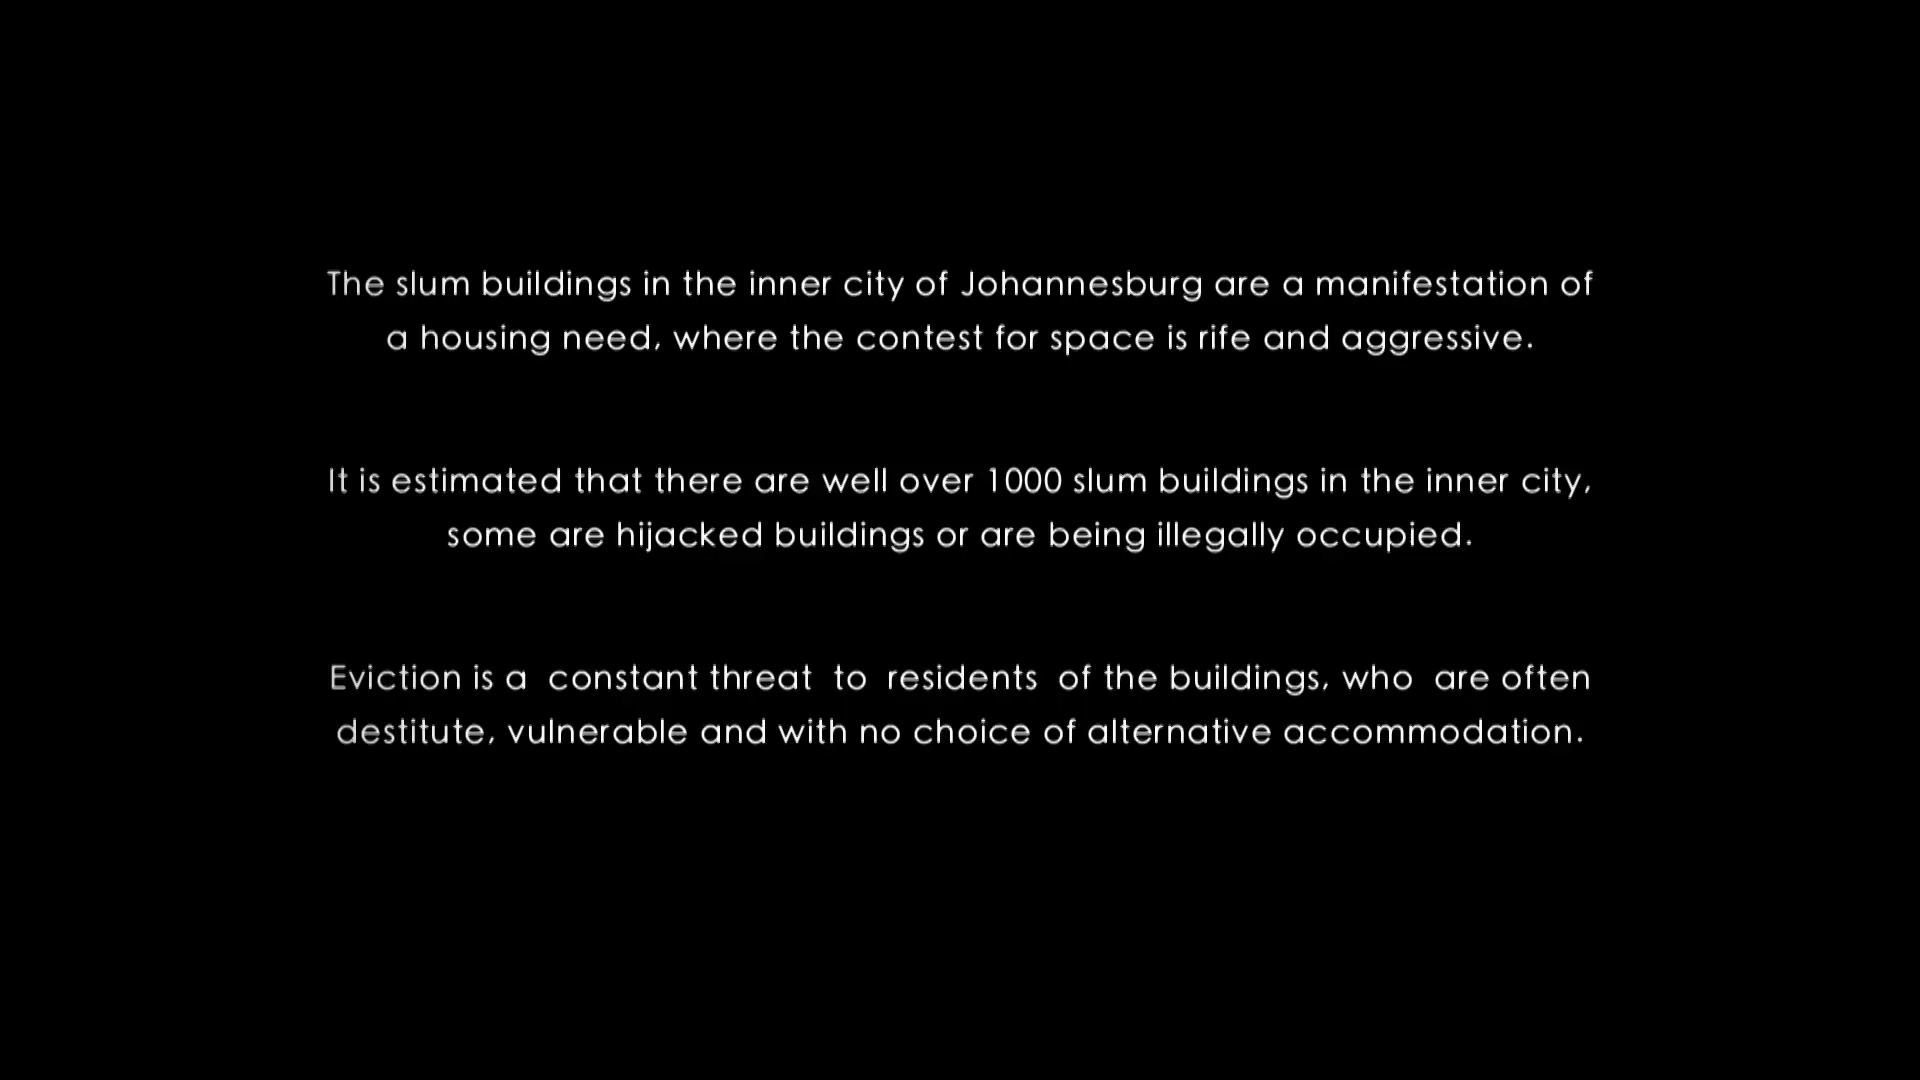 The slum buildings in the inner city of Johannesburg are a manifestation of
a housing need, where the contest for space is rife and aggressive.
It is estimated that there are well over 1000 slum buildings in the inner city,
some are hijacked buildings or are being illegally occupied.
Eviction is a constant threat to residents of the buildings, who are often
destitute, vulnerable and with no choice of alternative accommodation.